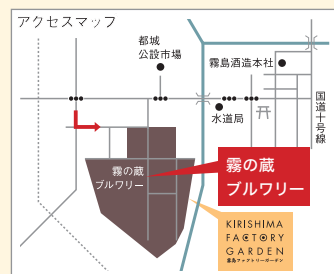 アクセスマップ
都城
公設市場
霧島酒造本社
国道十号線
水道局
霧の蔵
ブルワリー
霧の蔵
ブルワリー
KIRISHIMA
FACTORY
GARDEN
霧島ファクトリーガーデン